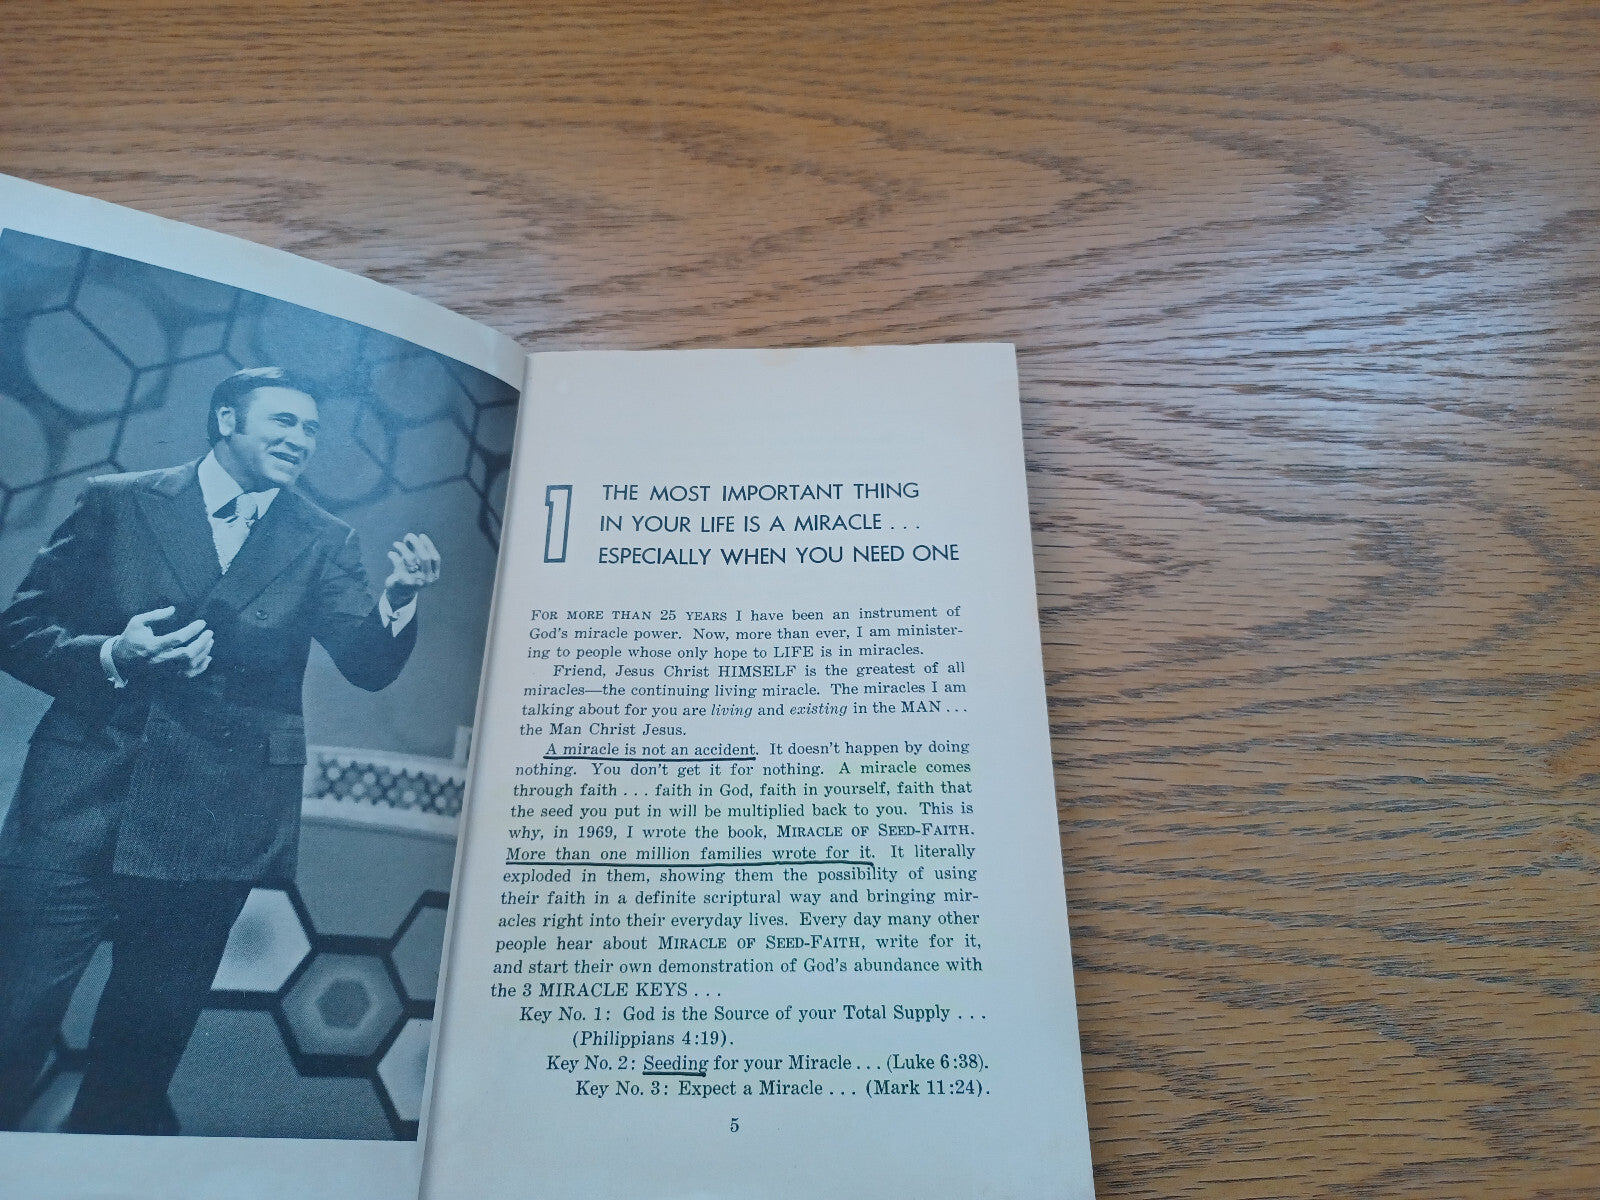 1
THE MOST IMPORTANT THING
IN YOUR LIFE IS A MIRACLE . . .
ESPECIALLY WHEN YOU NEED ONE
FOR MORE THAN 25 YEARS I have been an instrument of
God's miracle power. Now, more than ever, I am minister-
ing to people whose only hope to LIFE is in miracles.
Friend, Jesus Christ HIMSELF is the greatest of all
miracles—the continuing living miracle. The miracles I am
talking about for you are living and existing in the MAN . . .
the Man Christ Jesus.
A miracle is not an accident. It doesn't happen by doing
nothing. You don't get it for nothing. A miracle comes
through faith . . . faith in God, faith in yourself, faith that
the seed you put in will be multiplied back to you. This is
why, in 1969, I wrote the book, MIRACLE OF SEED-FAITH.
More than one million families wrote for it. It literally
exploded in them, showing them the possibility of using
their faith in a definite scriptural way and bringing mir-
acles right into their everyday lives. Every day many other
people hear about MIRACLE OF SEED-FAITH, write for it,
and start their own demonstration of God's abundance with
the 3 MIRACLE KEYS . . .
Key No. 1: God is the Source of your Total Supply . . .
(Philippians 4:19).
Key No. 2: Seeding for your Miracle . . . (Luke 6:38).
Key No. 3: Expect a Miracle . . . (Mark 11:24).
5